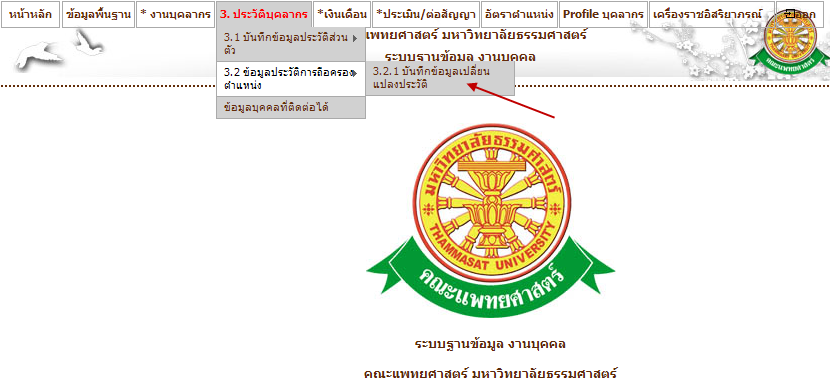 หน้าหลัก ข้อมูลพื้นฐาน * งานบุคลากร 3. ประวัติบุคลากร *เงินเดือน *ประเมิน/ต่อสัญญา อัตราตำแหน่ง Profile บุคลากร เครื่องราชอิสริยาภรณ์ ออก
แพทยศาสตร์ มหาวิทยาลัยธรรมศาสตร์
ระบบฐานข้อมูล งานบุคคล
3.1 บันทึกข้อมูลประวัติส่วน
ตัว
3.2 ข้อมูลประวัติการถือครอง
ตำแหน่ง
3.2.1 บันทึกข้อมูลเปลี่ยน
แปลงประวัติ
ข้อมูลบุคคลที่ติดต่อได้
มหาวิทยาลัยธรรมศาสตร์
THAMMASAT UNIVERSITY
คณะแพทยศาสตร์
ระบบฐานข้อมูล งานบุคคล
คณะแพทยศาสตร์ มหาวิทยาลัยธรรมศาสตร์